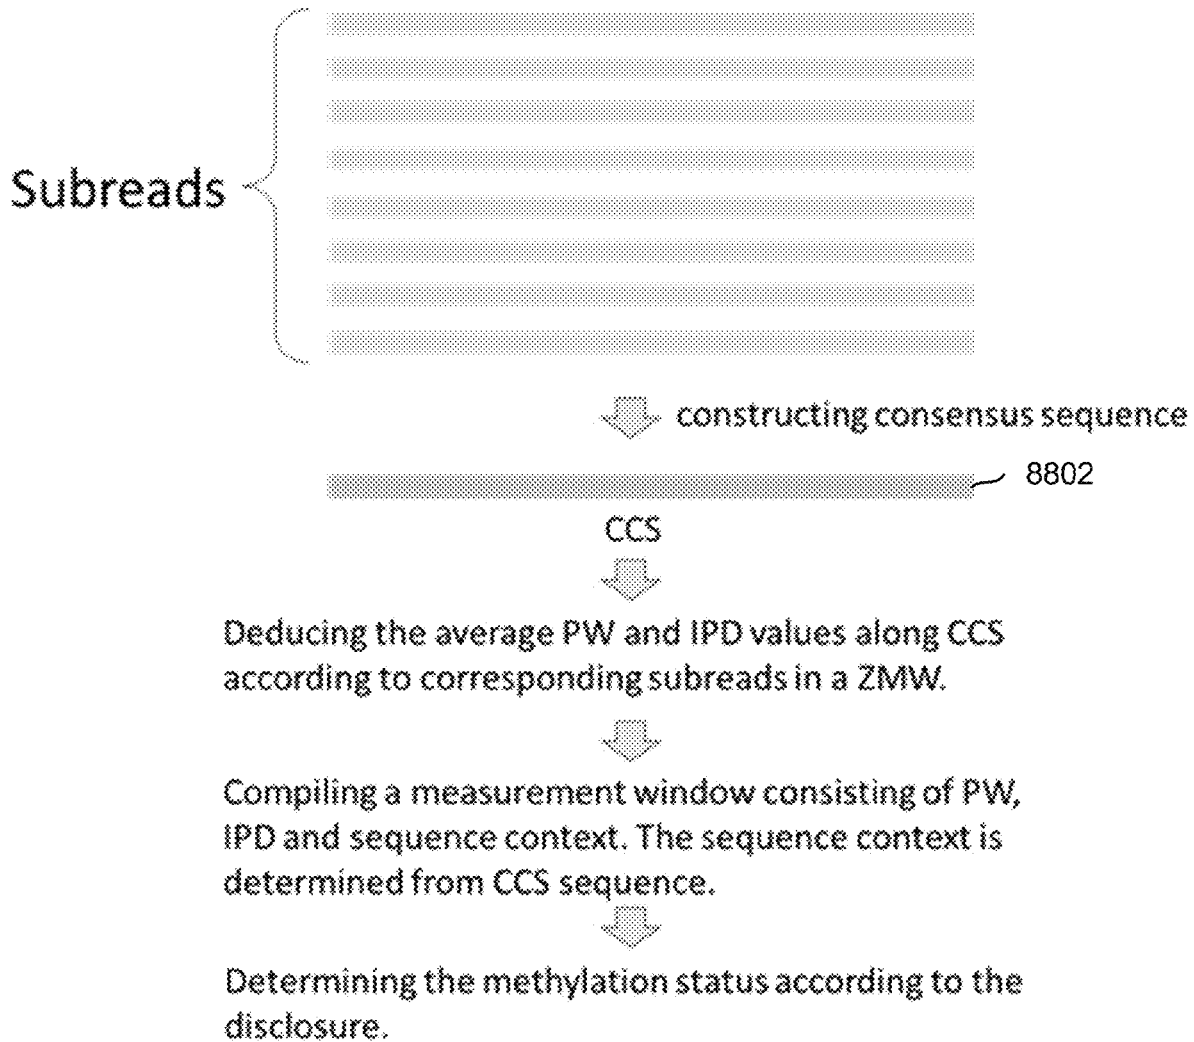 Subreads
constructing consensus sequence
8802
CCS
Deducing the average PW and IPD values along CCS
according to corresponding subreads in a ZMW.
Compiling a measurement window consisting of PW,
IPD and sequence context. The sequence context is
determined from CCS sequence.
Determining the methylation status according to the
disclosure.